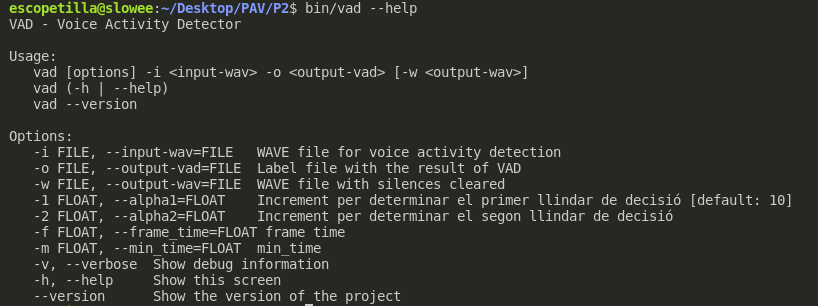 escopetilla@slowee:~/Desktop/PAV/P2$ bin/vad --help
VAD - Voice Activity Detector

Usage:
   vad [options] -i <input-wav> -o <output-vad> [-w <output-wav>]
   vad (-h | --help)
   vad --version

Options:
   -i FILE, --input-wav=FILE   WAVE file for voice activity detection
   -o FILE, --output-vad=FILE  Label file with the result of VAD
   -w FILE, --output-wav=FILE  WAVE file with silences cleared
   -1 FLOAT, --alpha1=FLOAT    Increment per determinar el primer llindar de decisió [default: 10]
   -2 FLOAT, --alpha2=FLOAT    Increment per determinar el segon llindar de decisió
   -f FLOAT, --frame_time=FLOAT frame time
   -m FLOAT, --min_time=FLOAT  min_time
   -v, --verbose  Show debug information
   -h, --help     Show this screen
   --version      Show the version of the project